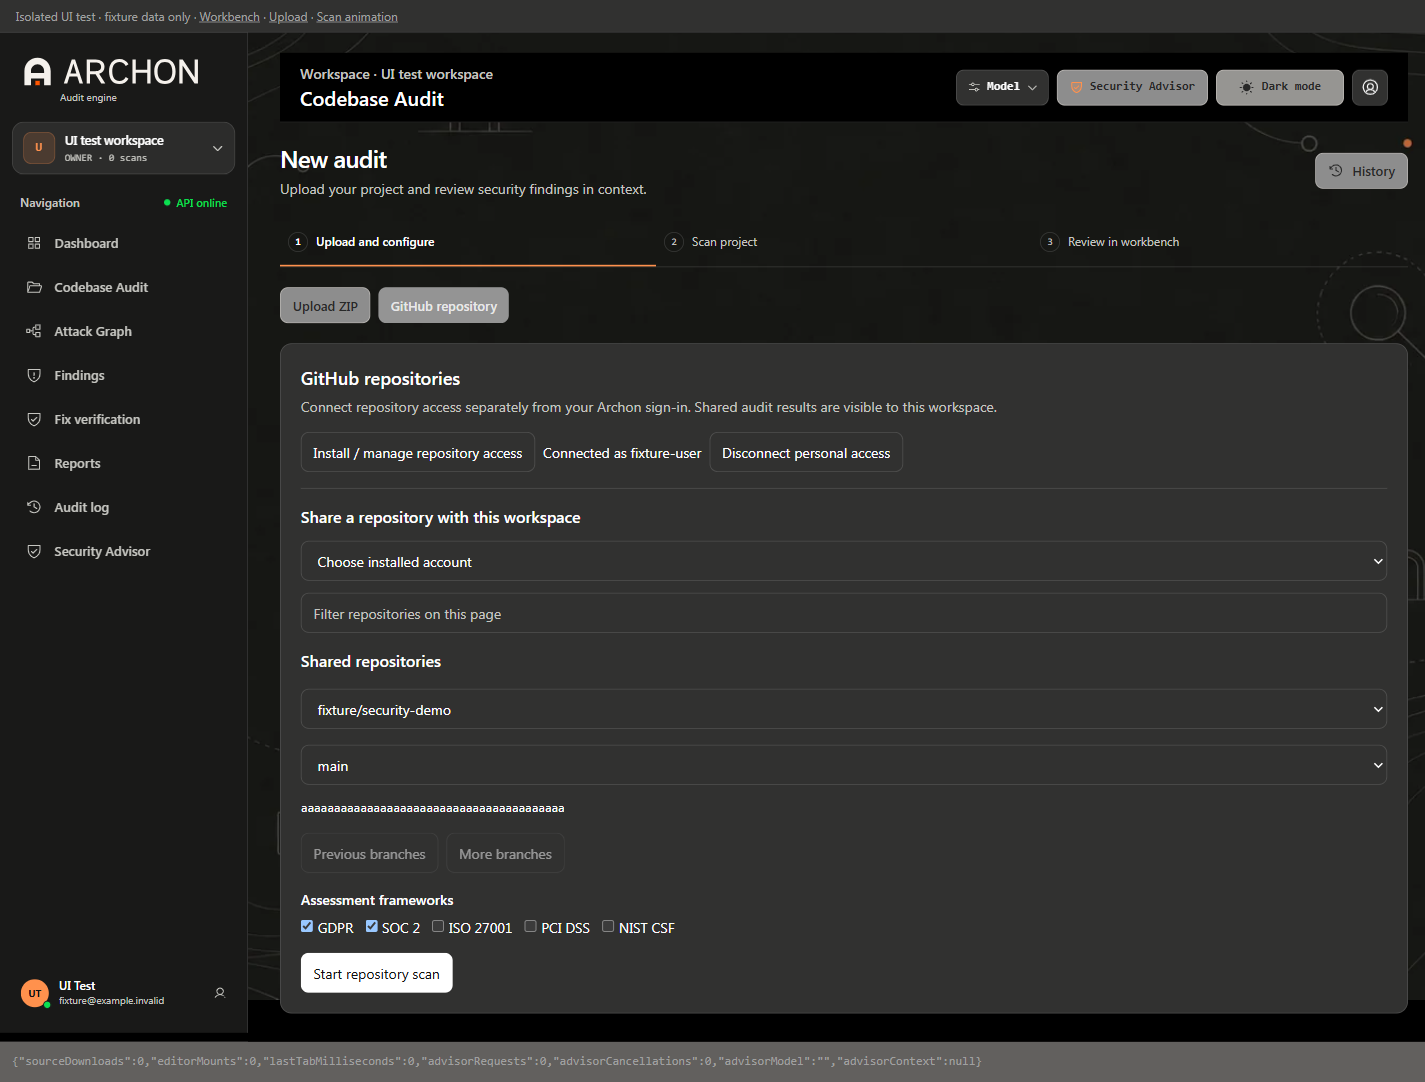 Isolated UI test · fixture data only · Workbench · Upload · Scan animation
ARCHON
Audit engine
U
UI test workspace
OWNER • 0 scans
Navigation
API online
Dashboard
Codebase Audit
Attack Graph
Findings
Fix verification
Reports
Audit log
Security Advisor
UT
UI Test
fixture@example.invalid
Workspace · UI test workspace
Codebase Audit
Model
Security Advisor
Dark mode
New audit
Upload your project and review security findings in context.
History
1 Upload and configure
2 Scan project
3 Review in workbench
Upload ZIP
GitHub repository
GitHub repositories
Connect repository access separately from your Archon sign-in. Shared audit results are visible to this workspace.
Install / manage repository access
Connected as fixture-user
Disconnect personal access
Share a repository with this workspace
Choose installed account
Filter repositories on this page
Shared repositories
fixture/security-demo
main
aaaaaaaaaaaaaaaaaaaaaaaaaaaaaaaaaaaaaaaa
Previous branches
More branches
Assessment frameworks
GDPR SOC 2 ISO 27001 PCI DSS NIST CSF
Start repository scan
{"sourceDownloads":0,"editorMounts":0,"lastTabMilliseconds":0,"advisorRequests":0,"advisorCancellations":0,"advisorModel":"","advisorContext":null}